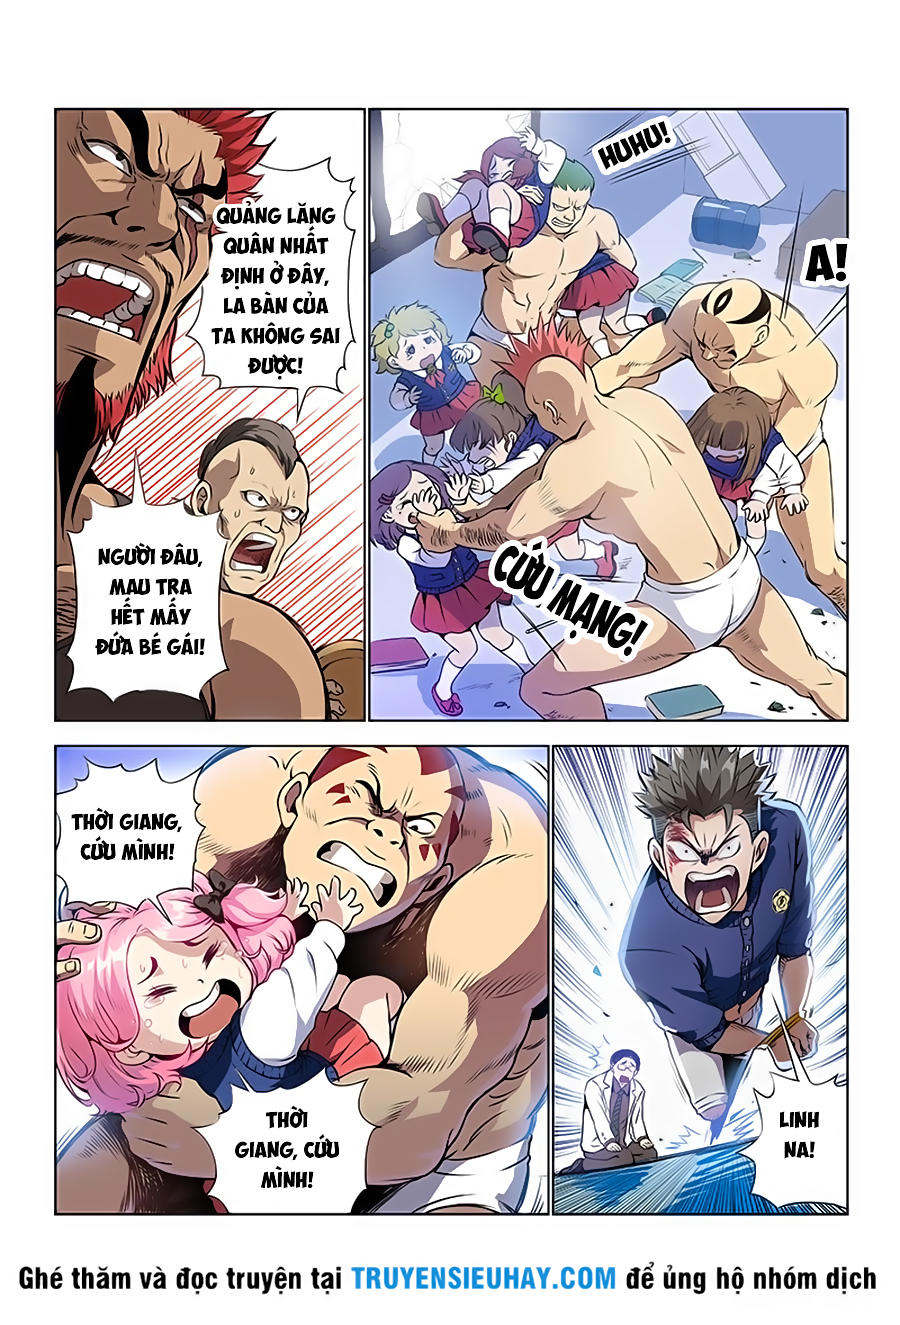 QUẢNG LĂNG
QUÂN NHẤT
ĐỊNH Ở ĐÂY,
LA BÀN CỦA
TA KHÔNG SAI
ĐƯỢC!
NGƯỜI ĐÂU,
MAU TRA
HẾT MẤY
ĐỨA BÉ GÁI!
HUHU!
A!
CỨU MẠNG!
THỜI GIANG,
CỨU MÌNH!
THỜI
GIANG, CỨU
MÌNH!
LINH
NA!
Ghé thăm và đọc truyện tại TRUYENSIEUHAY.COM để ủng hộ nhóm dịch